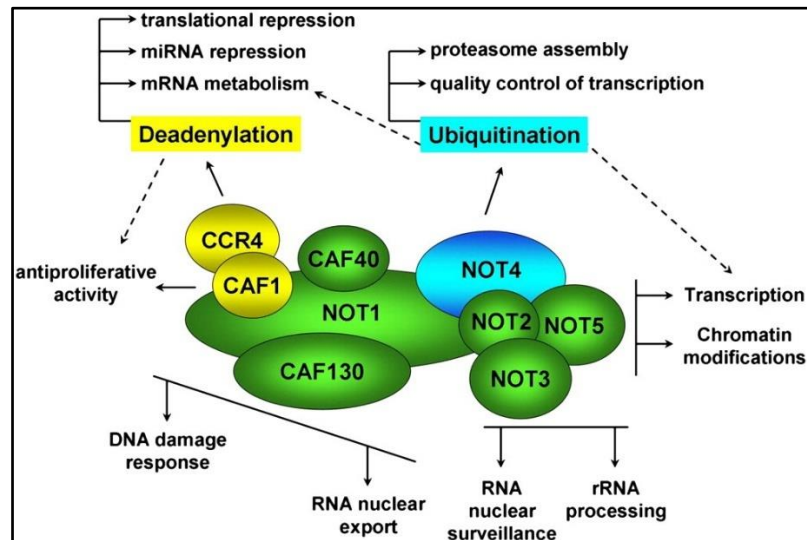 translational repression
miRNA repression
mRNA metabolism
proteasome assembly
quality control of transcription
Deadenylation
Ubiquitination
CCR4
CAF40
NOT4
antiproliferative
activity
CAF1
NOT1
NOT2
NOT5
Transcription
Chromatin
modifications
CAF130
NOT3
DNA damage
response
RNA nuclear
export
RNA
nuclear
surveillance
rRNA
processing